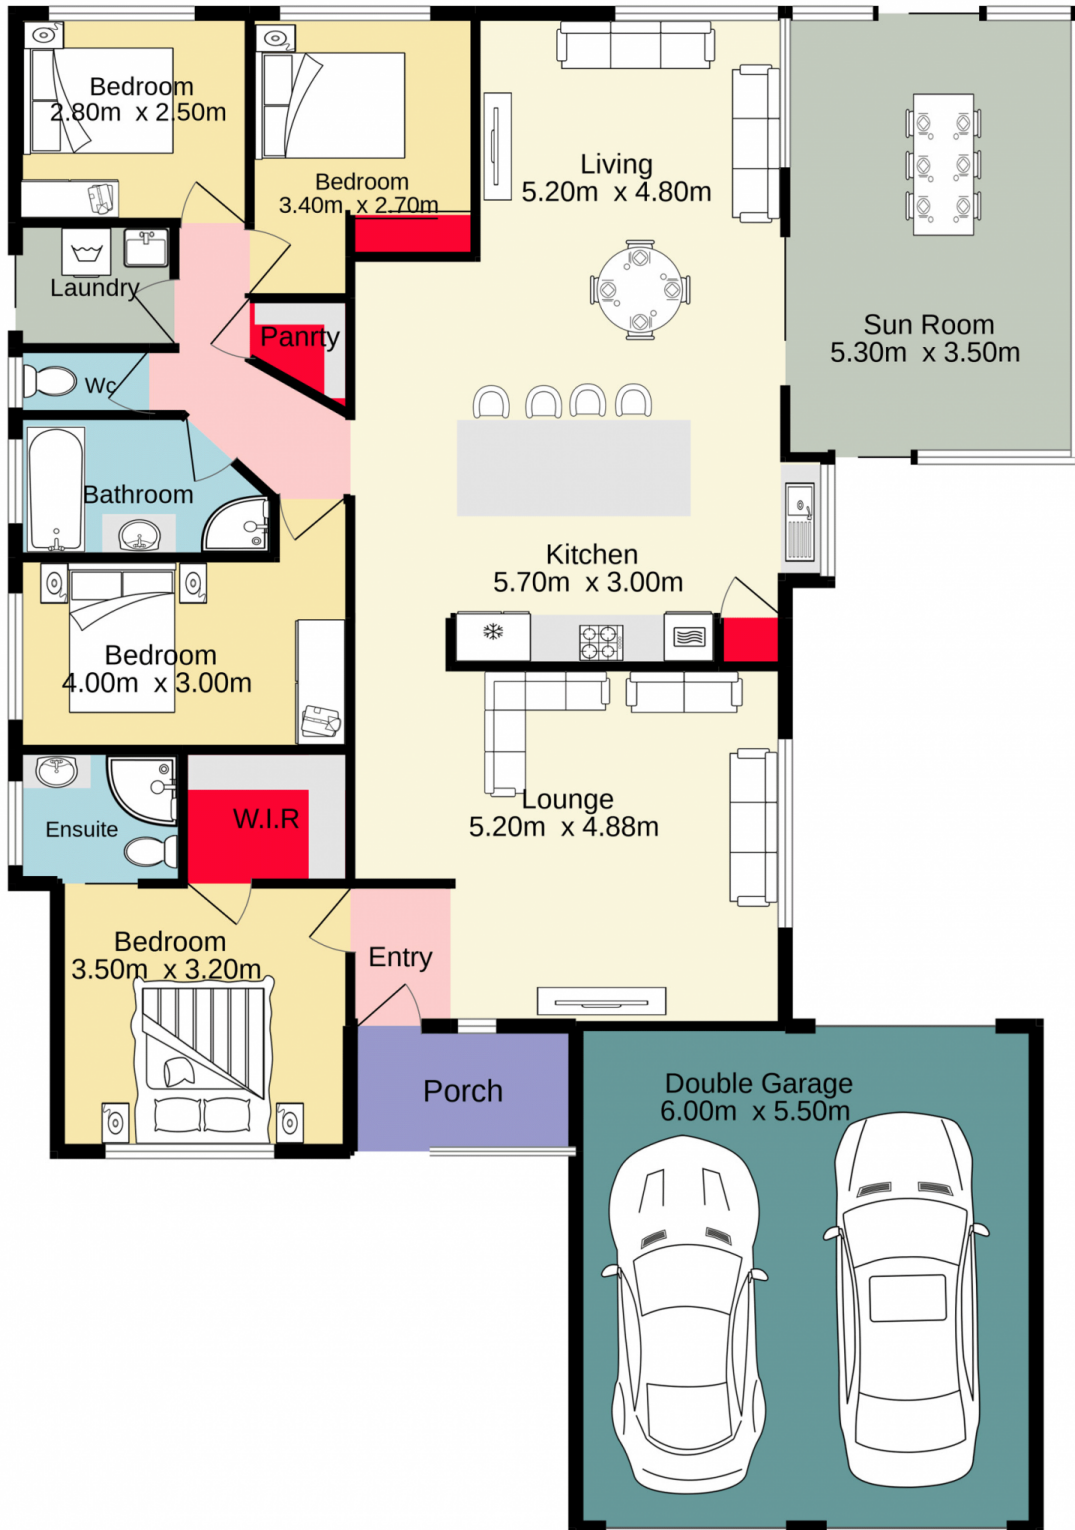 Bedroom
2.80m x 2.50m
Bedroom
3.40m x 2.70m
Living
5.20m x 4.80m
Laundry
Panrty
Sun Room
5.30m x 3.50m
Wc
Bathroom
Kitchen
5.70m x 3.00m
Bedroom
4.00m x 3.00m
Ensuite
W.I.R
Lounge
5.20m x 4.88m
Bedroom
3.50m x 3.20m
Entry
Porch
Double Garage
6.00m x 5.50m